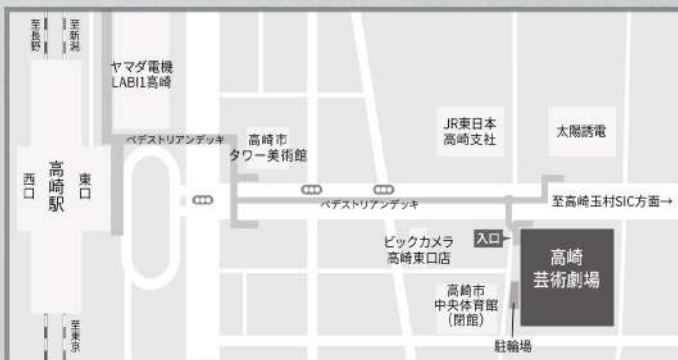 至長野
至新潟
ヤマダ電機
LABI1高崎
ペデストリアンデッキ
高崎市
タワー美術館
JR東日本
高崎支社
太陽誘電
西口
高崎駅
東口
ペデストリアンデッキ
至高崎玉村SIC方面→
ビックカメラ
高崎東口店
入口
高崎
芸術劇場
高崎市
中央体育館
(閉館)
駐輪場
至東京